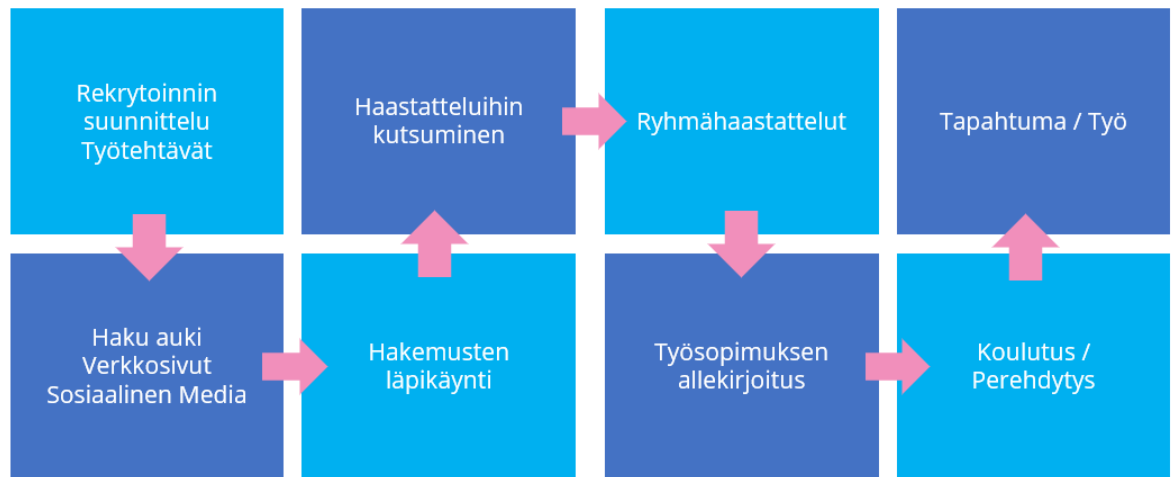 Rekrytoinnin
suunnittelu
Työtehtävät
Haku auki
Verkkosivut
Sosiaalinen Media
Hakemusten
läpikäynti
Haastatteluihin
kutsuminen
Ryhmähaastattelut
Työsopimuksen
allekirjoitus
Koulutus /
Perehdytys
Tapahtuma / Työ